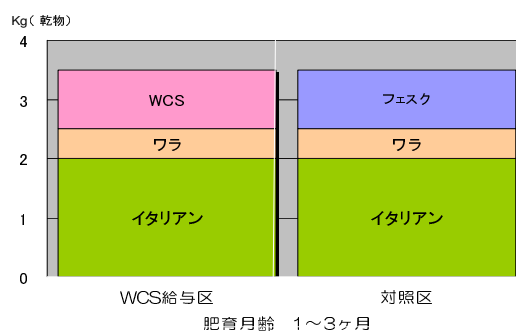 Kg(乾物)
4
3
2
1
0
WCS
ワラ
イタリアン
フェスク
ワラ
イタリアン
WCS給与区
対照区
肥育月齢 1～3ヶ月